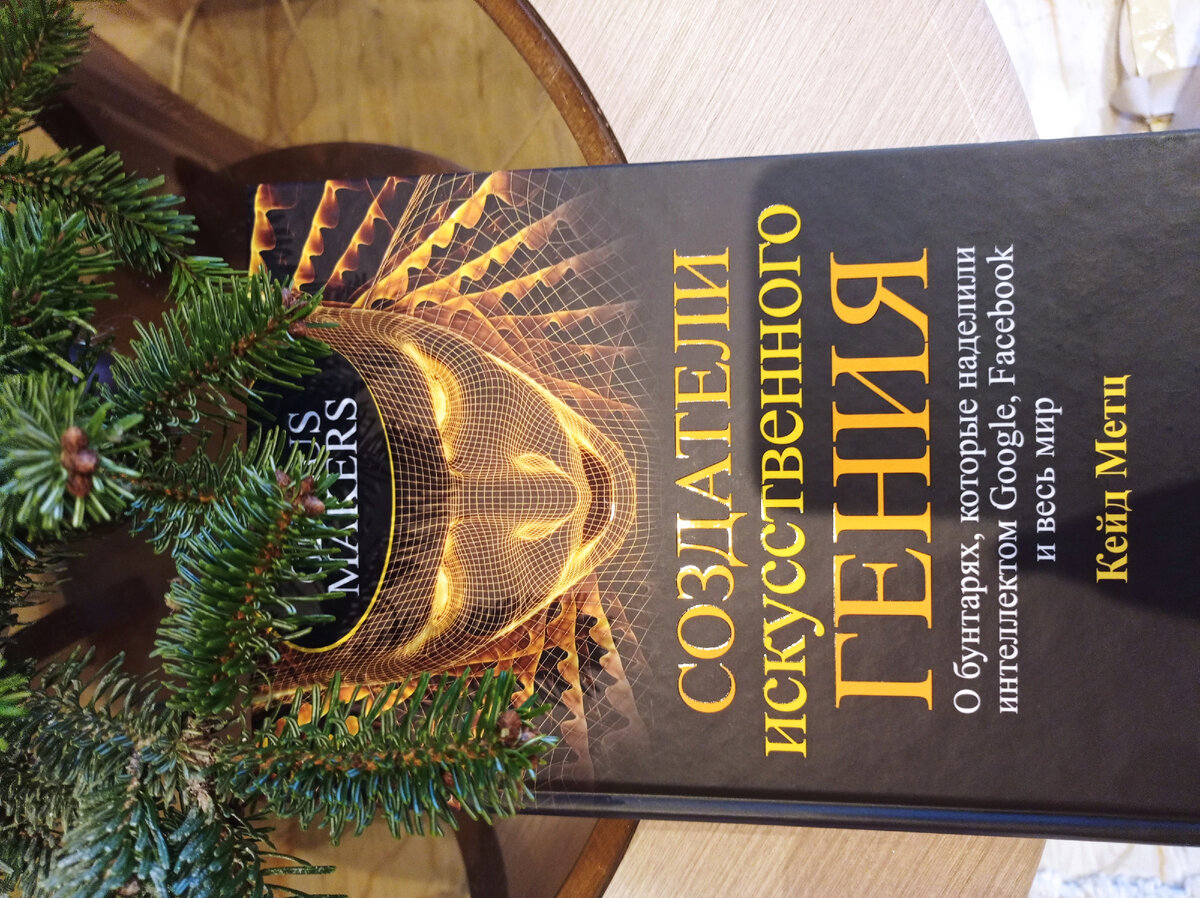 MAKERS
СОЗДАТЕЛИ
ИСКУССТВЕННОГО
ГЕНИЯ
О бунтарях, которые наделили
интеллектом Google, Facebook
и весь мир
Кейд Метц